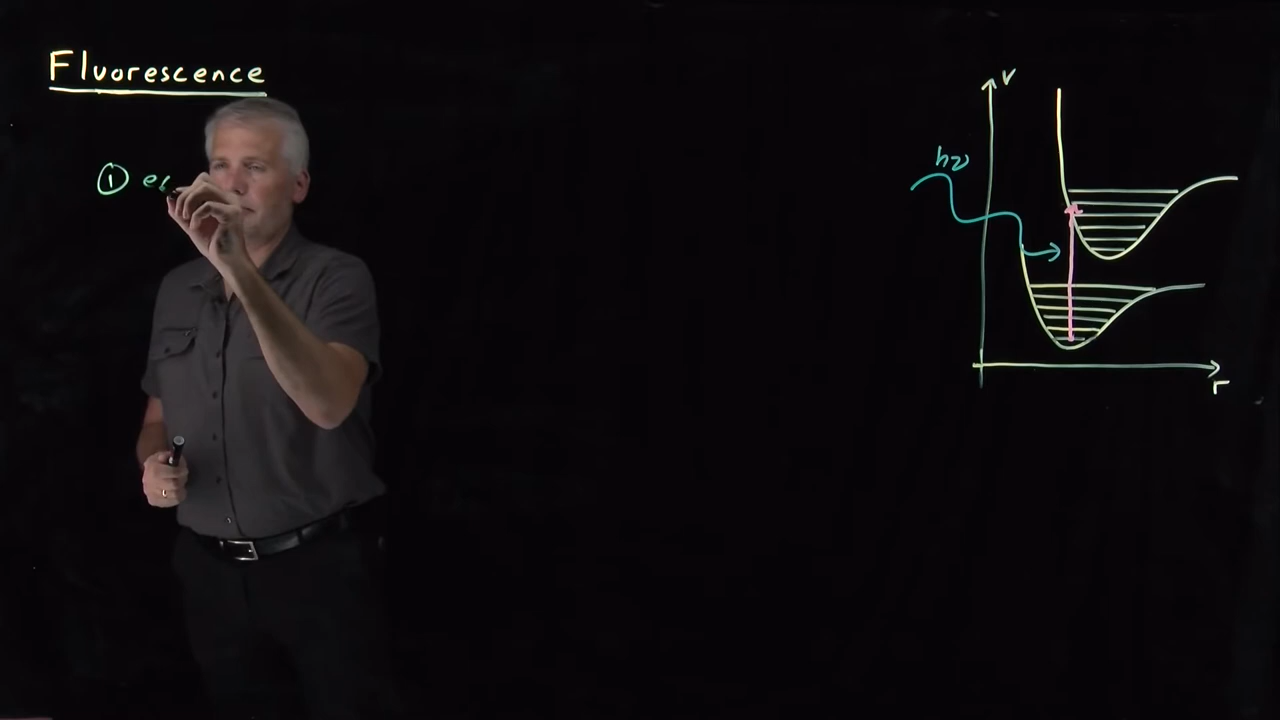 Fluorescence
① el
V
hν
r